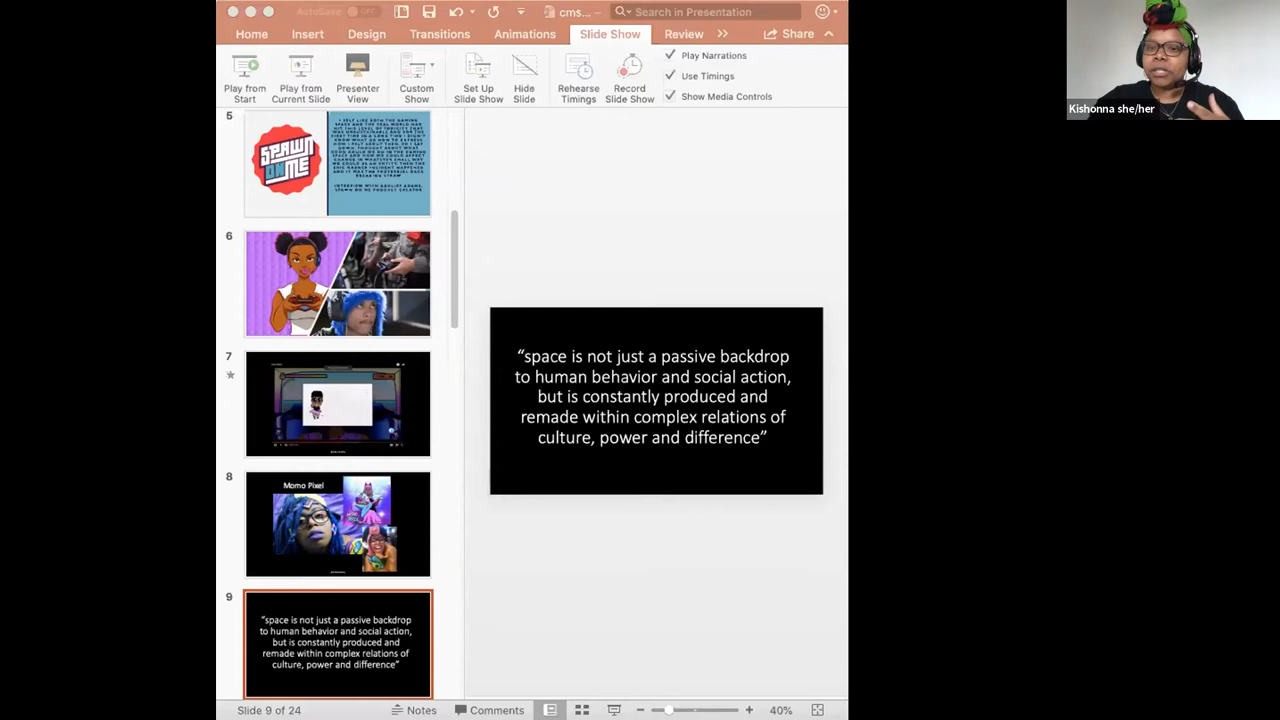 AutoSave
OFF
cms... –
Search in Presentation
Home
Insert
Design
Transitions
Animations
Slide Show
Review
Share
Play from
Start
Play from
Current Slide
Presenter
View
Custom
Show
Set Up
Slide Show
Hide
Slide
Rehearse
Timings
Record
Slide Show
Play Narrations
Use Timings
Show Media Controls
Kishonna she/her
5
SPAWN
ON ME
6
7
8
Momo Pixel
9
“space is not just a passive backdrop
to human behavior and social action,
but is constantly produced and
remade within complex relations of
culture, power and difference”
“space is not just a passive backdrop
to human behavior and social action,
but is constantly produced and
remade within complex relations of
culture, power and difference”
Slide 9 of 24
Notes
Comments
40%